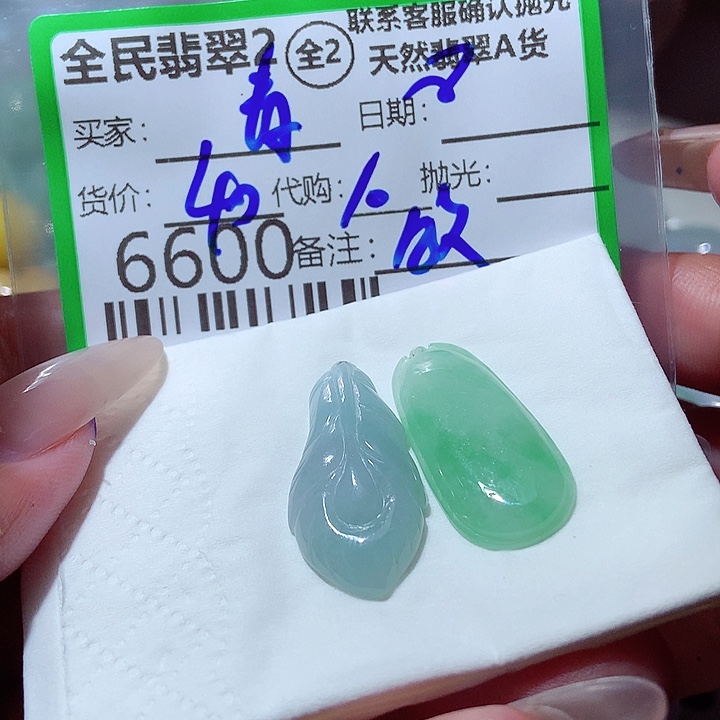 联系客服确认抛光
全民翡翠2 全2 天然翡翠A货
买家: 日期:
货价: 代购: 抛光:
6600 备注: